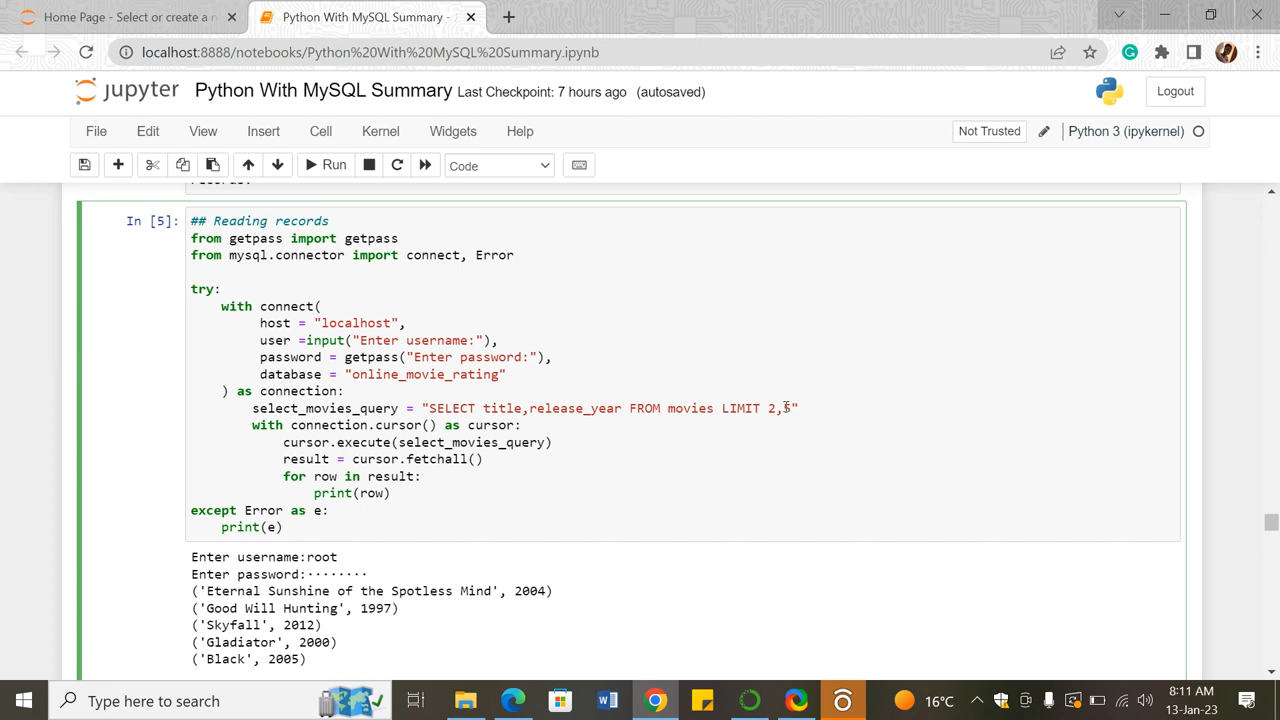 Home Page - Select or create a n
Python With MySQL Summary - J
localhost:8888/notebooks/Python%20With%20MySQL%20Summary.ipynb
jupyter Python With MySQL Summary Last Checkpoint: 7 hours ago (autosaved)
Logout
File Edit View Insert Cell Kernel Widgets Help
Not Trusted Python 3 (ipykernel)
Run Code
records.
In [5]:
## Reading records
from getpass import getpass
from mysql.connector import connect, Error
try:
with connect(
host = "localhost",
user =input("Enter username:"),
password = getpass("Enter password:"),
database = "online_movie_rating"
) as connection:
select_movies_query = "SELECT title,release_year FROM movies LIMIT 2,5"
with connection.cursor() as cursor:
cursor.execute(select_movies_query)
result = cursor.fetchall()
for row in result:
print(row)
except Error as e:
print(e)
Enter username:root
Enter password:········
('Eternal Sunshine of the Spotless Mind', 2004)
('Good Will Hunting', 1997)
('Skyfall', 2012)
('Gladiator', 2000)
('Black', 2005)
Type here to search
16°C
8:11 AM
13-Jan-23